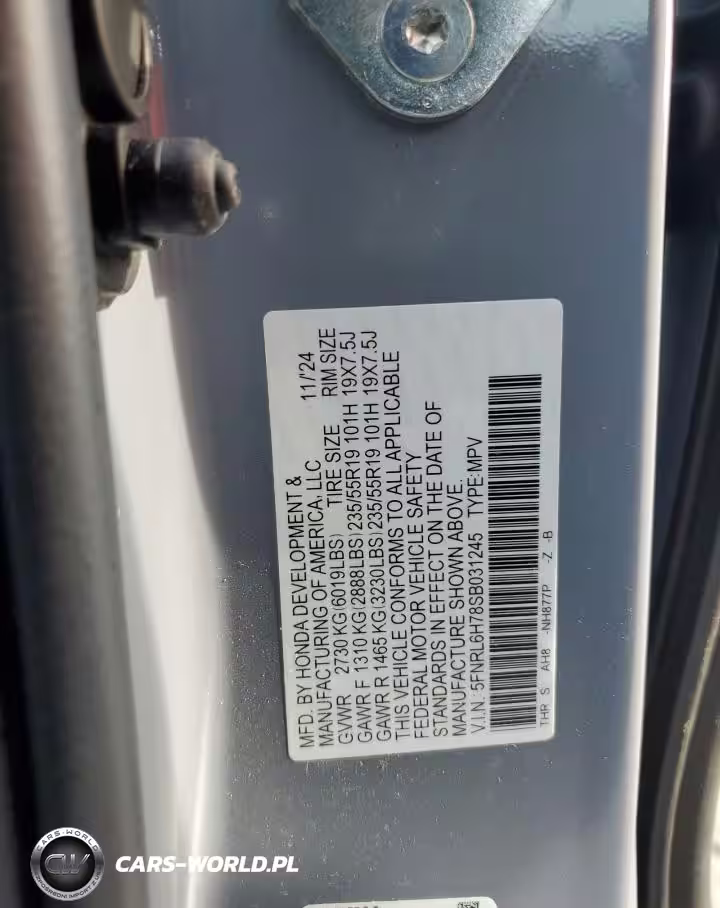 MFD. BY HONDA DEVELOPMENT &
MANUFACTURING OF AMERICA, LLC 11/'24
GVWR 2730 KG(6019LBS) TIRE SIZE RIM SIZE
GAWR F 1310 KG(2888LBS) 235/55R19 101H 19X7.5J
GAWR R 1465 KG(3230LBS) 235/55R19 101H 19X7.5J
THIS VEHICLE CONFORMS TO ALL APPLICABLE
FEDERAL MOTOR VEHICLE SAFETY
STANDARDS IN EFFECT ON THE DATE OF
MANUFACTURE SHOWN ABOVE.
V.I.N.: 5FNRL6H78SB031245 TYPE:MPV
THR S AH8 -NH877P -Z -B
CARS-WORLD
CW
CARS-WORLD.PL